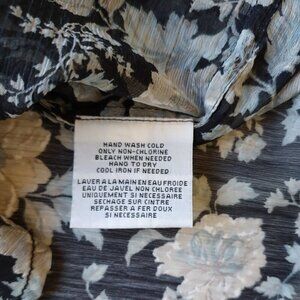 HAND WASH COLD
ONLY NON-CHLORINE
BLEACH WHEN NEEDED
HANG TO DRY
COOL IRON IF NEEDED
LAVER A LA MAIN EN EAU FROIDE
EAU DE JAVEL NON CHLOREE
UNIQUEMENT SI NECESSAIRE
SECHAGE SUR CINTRE
REPASSER A FER DOUX
SI NECESSAIRE